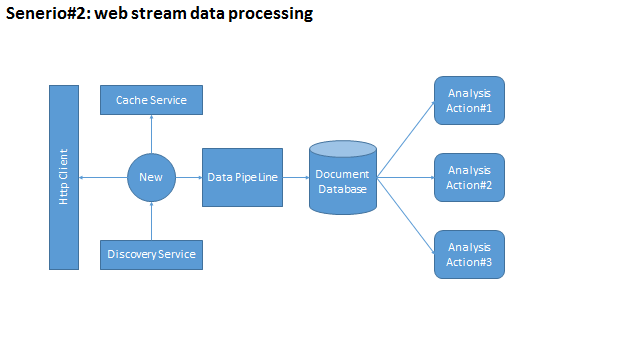 Senerio#2: web stream data processing
Http Client
Cache Service
New
Discovery Service
Data PipeLine
Document
Database
Analysis
Action#1
Analysis
Action#2
Analysis
Action#3